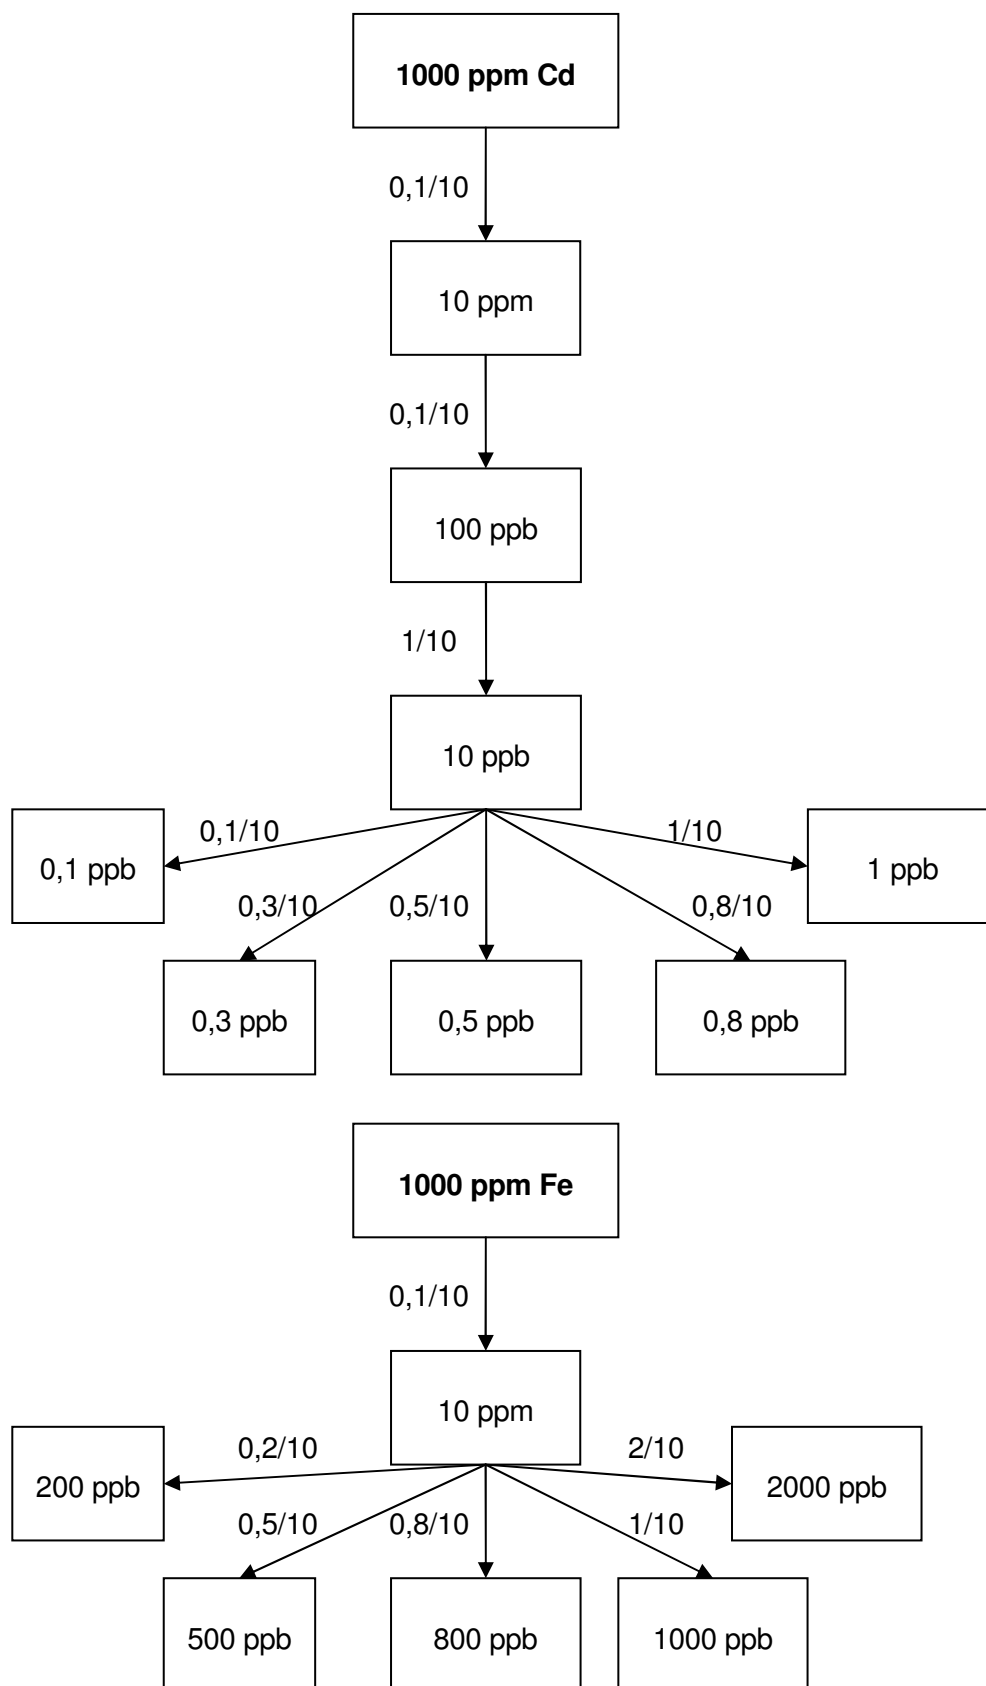 1000 ppm Cd
0,1/10
10 ppm
0,1/10
100 ppb
1/10
10 ppb
0,1/10
1/10
0,1 ppb
1 ppb
0,3/10
0,5/10
0,8/10
0,3 ppb
0,5 ppb
0,8 ppb
1000 ppm Fe
0,1/10
10 ppm
0,2/10
2/10
200 ppb
2000 ppb
0,5/10
0,8/10
1/10
500 ppb
800 ppb
1000 ppb